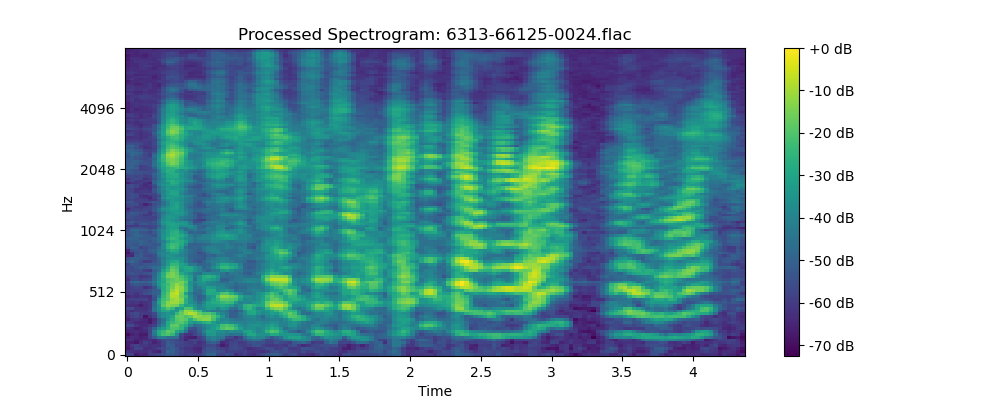 Processed Spectrogram: 6313-66125-0024.flac
Hz
4096
2048
1024
512
0
0 0.5 1 1.5 2 2.5 3 3.5 4
Time
+0 dB
-10 dB
-20 dB
-30 dB
-40 dB
-50 dB
-60 dB
-70 dB